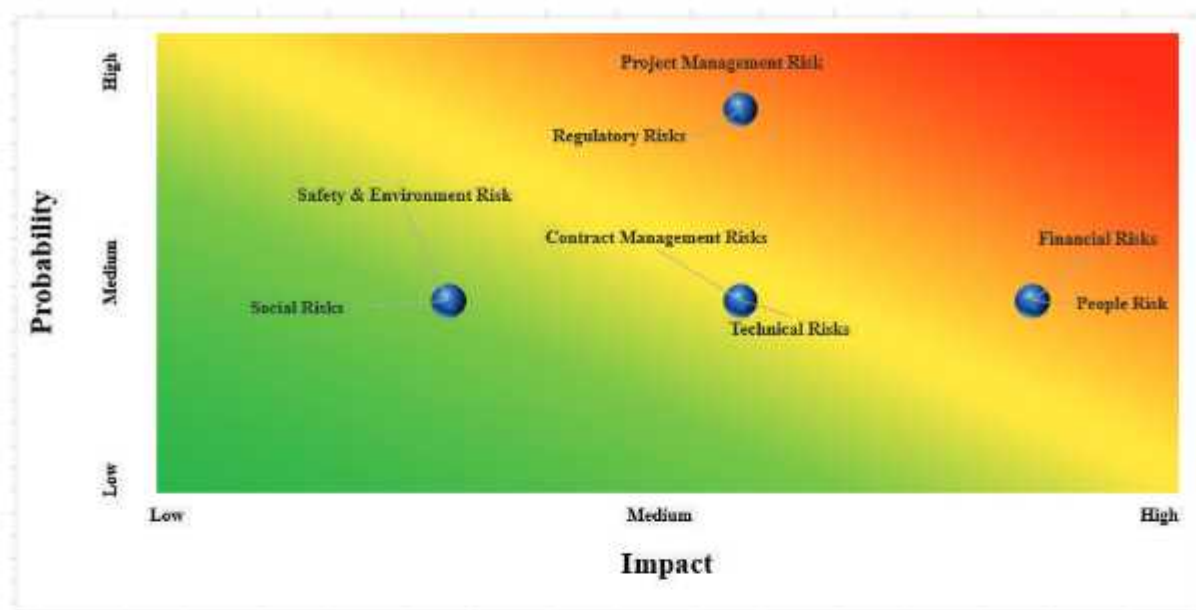 High
Project Management Risk
Regulatory Risks
Safety & Environment Risk
Contract Management Risks
Financial Risks
Probability
Medium
Social Risks
People Risk
Technical Risks
Low
Low
Medium
High
Impact